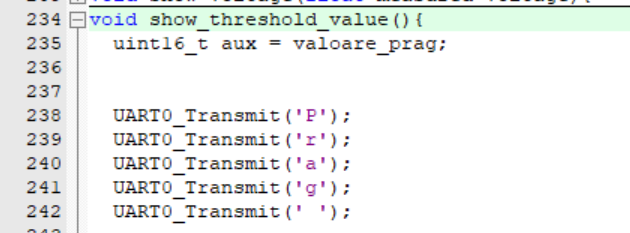 234 void show_threshold_value(){
235 uint16_t aux = valoare_prag;
236
237
238 UART0_Transmit('P');
239 UART0_Transmit('r');
240 UART0_Transmit('a');
241 UART0_Transmit('g');
242 UART0_Transmit(' ');